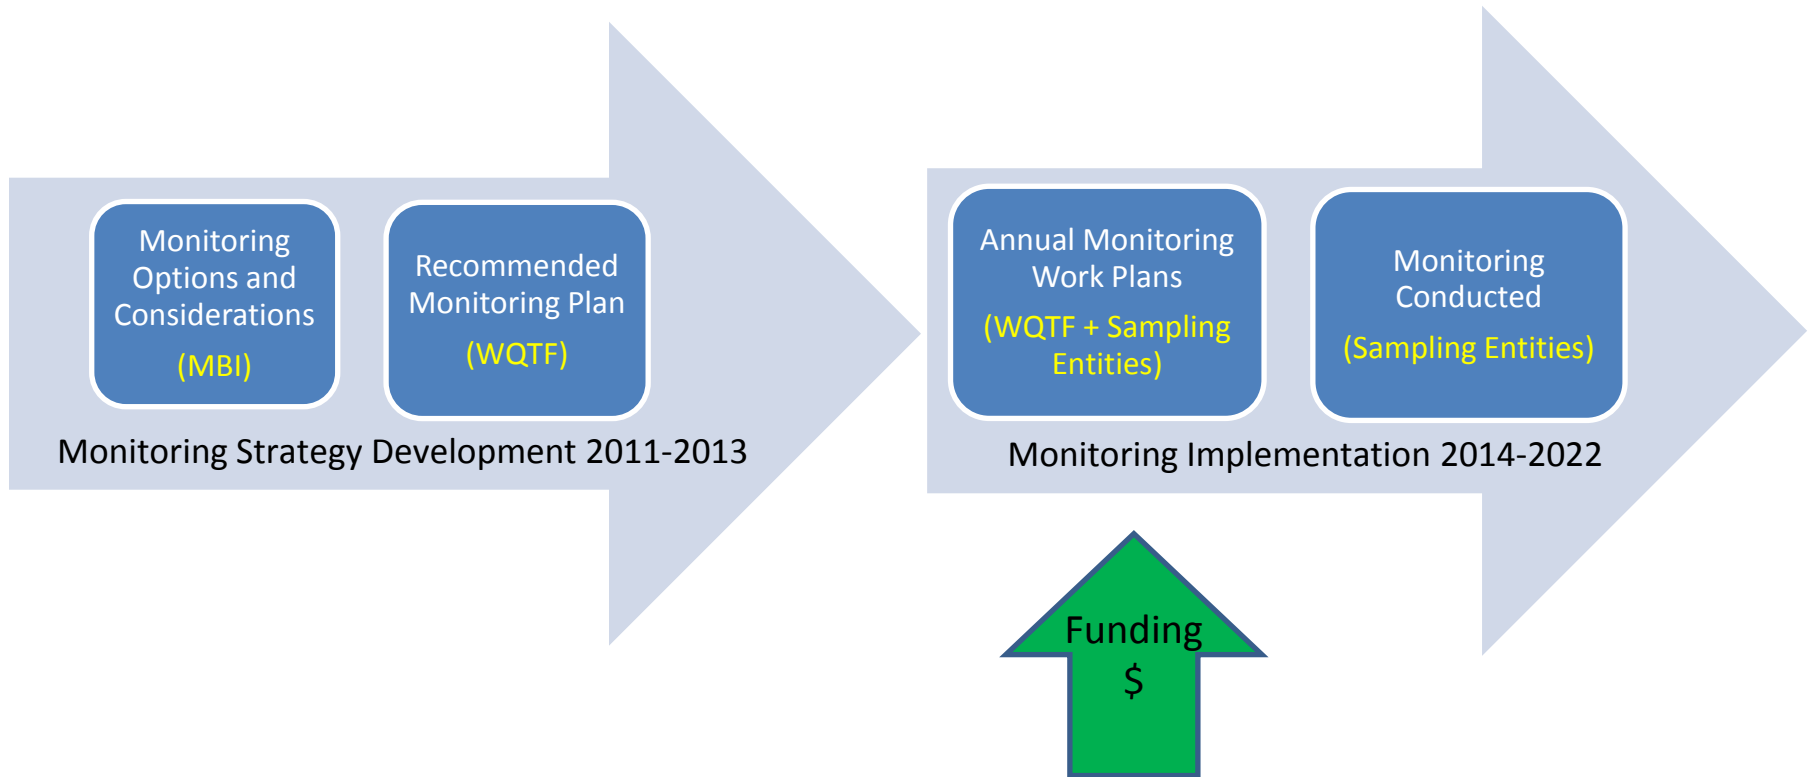 Monitoring
Options and
Considerations
(MBI)
Recommended
Monitoring Plan
(WQTF)
Monitoring Strategy Development 2011-2013
Annual Monitoring
Work Plans
(WQTF + Sampling
Entities)
Monitoring
Conducted
(Sampling Entities)
Monitoring Implementation 2014-2022
Funding
$